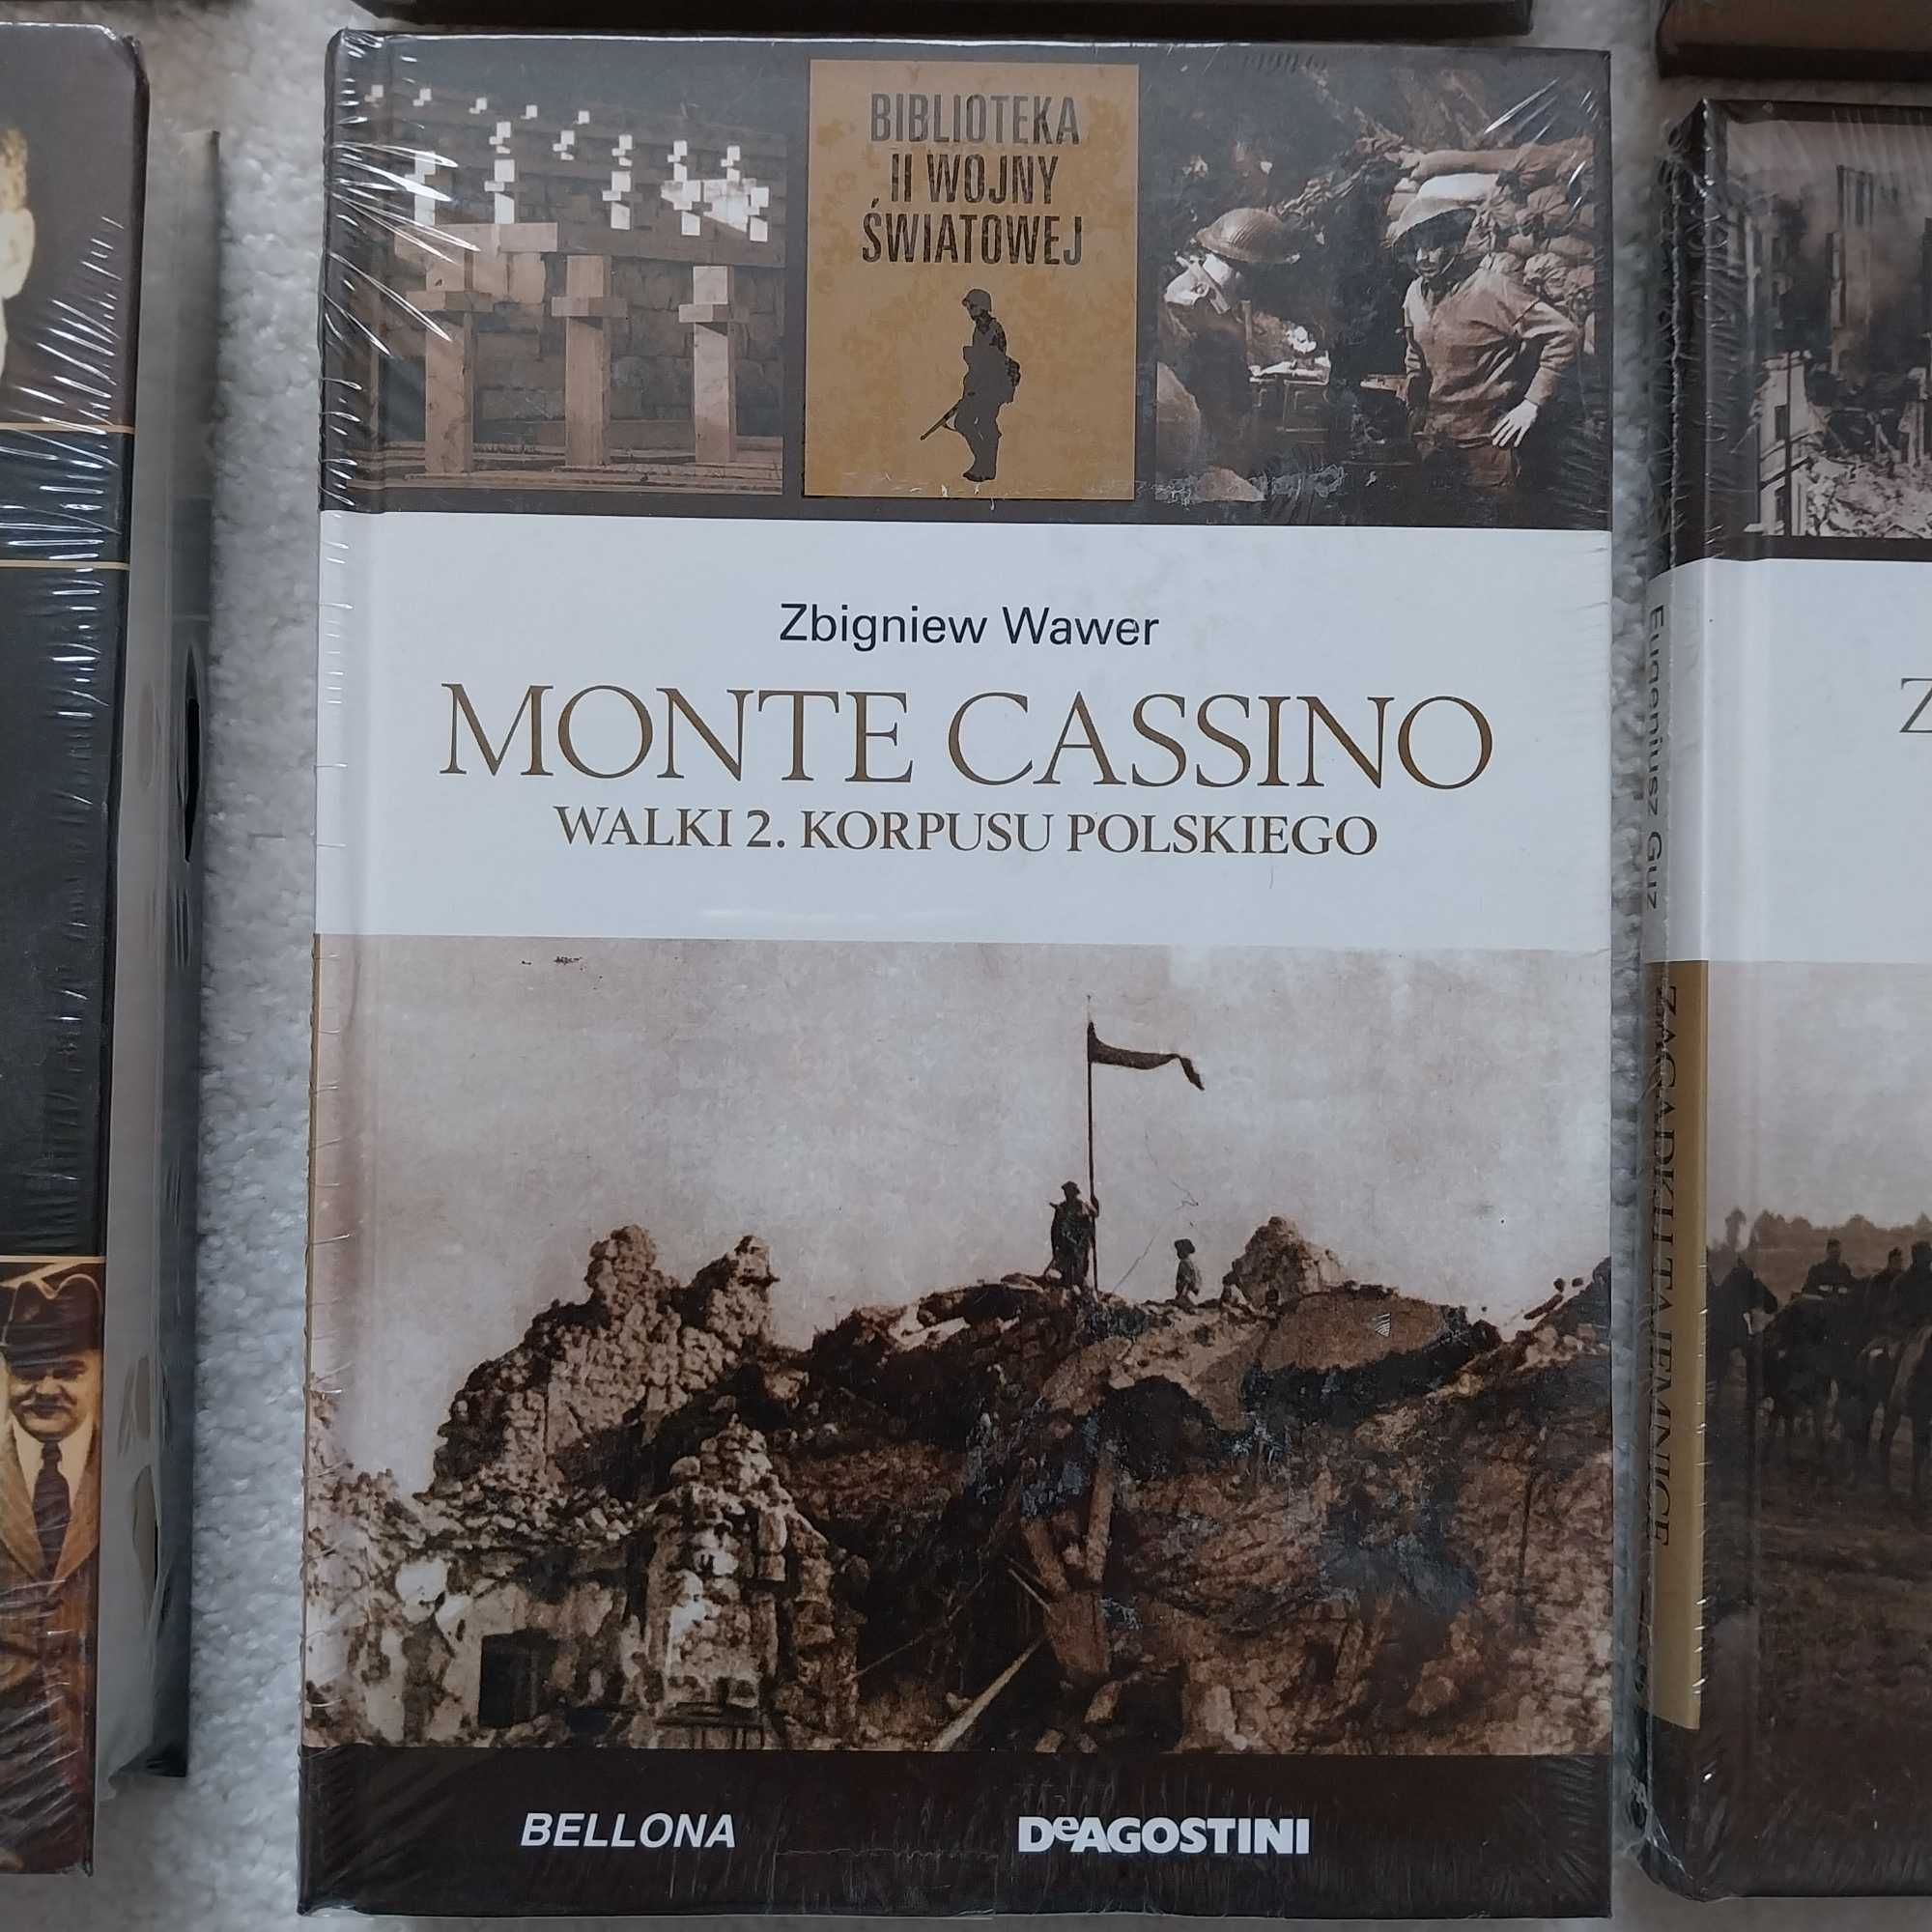 BIBLIOTEKA
II WOJNY
ŚWIATOWEJ
Zbigniew Wawer
MONTE CASSINO
WALKI 2. KORPUSU POLSKIEGO
BELLONA
DeAGOSTINI
Eugeniusz Guz
ZAGADKI I TAJEMNICE
Z